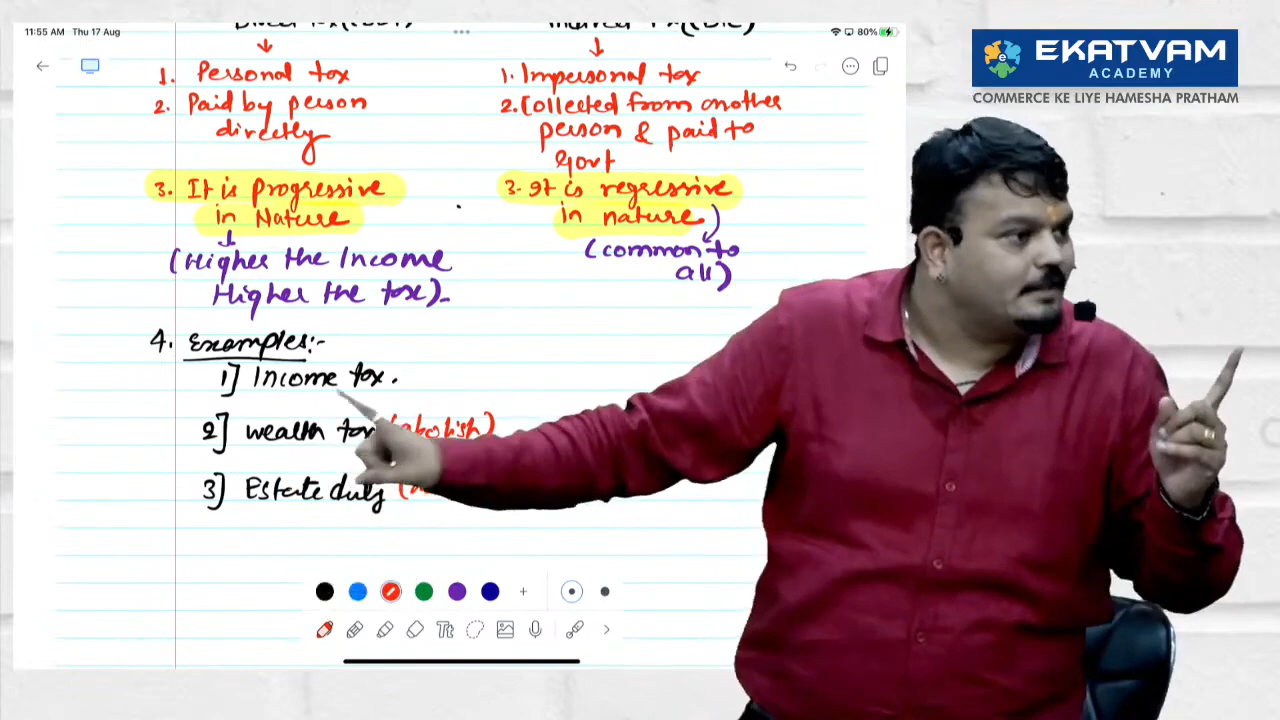 11:55 AM Thu 17 Aug
80%
EKATVAM
ACADEMY
COMMERCE KE LIYE HAMESHA PRATHAM
1. Personal tax
2. Paid by person
directly
3. It is progressive
in Nature
(Higher the Income
Higher the tax).
1. Impersonal tax
2. Collected from another
person & paid to
Govt
3. It is regressive
in nature
(common to
all)
4. Examples:-
1] Income tax.
2] wealth tax (abolish)
3] Estate duty
Tt